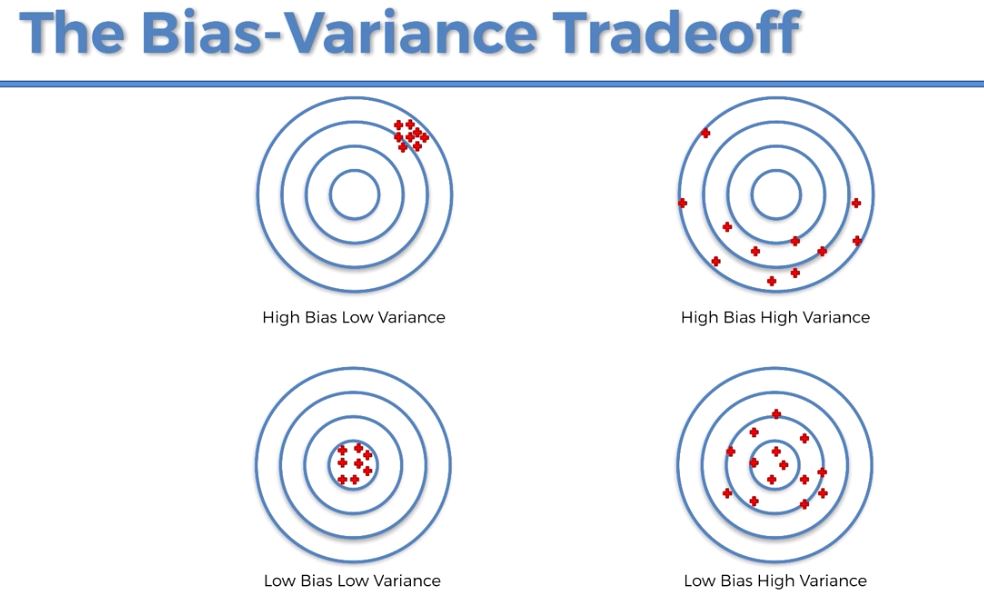 The Bias-Variance Tradeoff
High Bias Low Variance
High Bias High Variance
Low Bias Low Variance
Low Bias High Variance